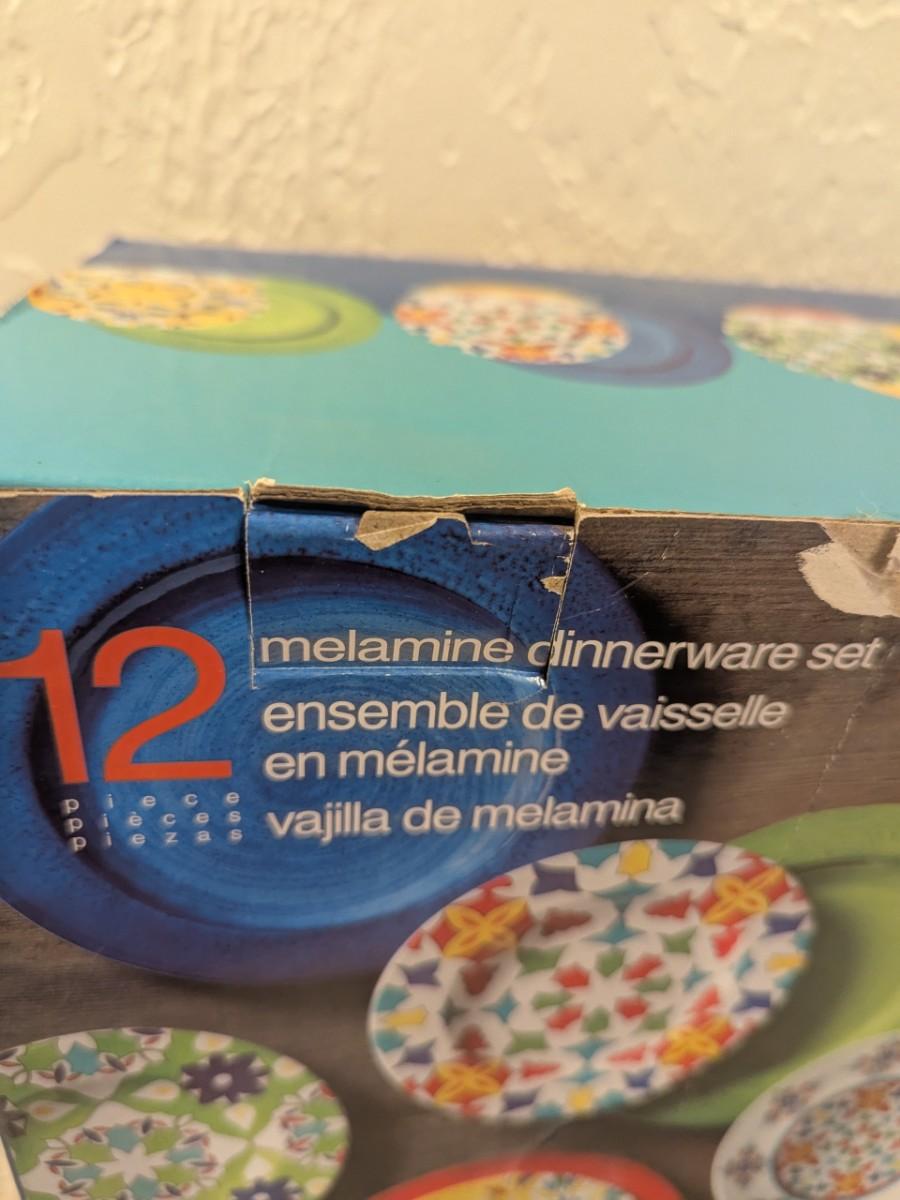 12
piece
pièces
piezas
melamine dinnerware set
ensemble de vaisselle
en mélamine
vajilla de melamina